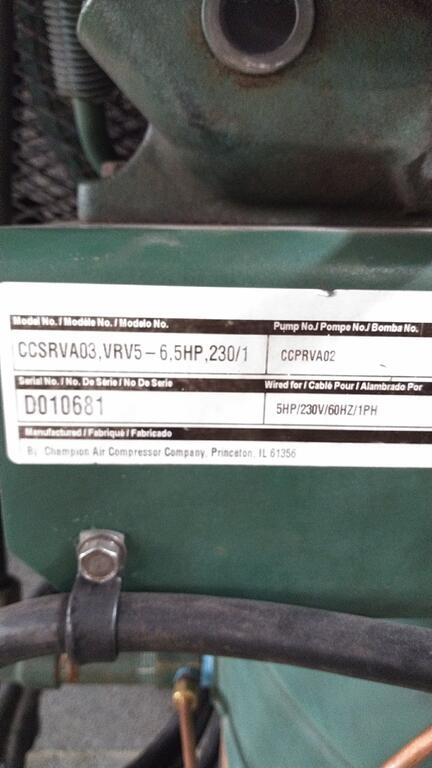 Model No. / Modèle No. / Modelo No.
Pump No./ Pompe No./ Bomba No.
CCSRVA03,VRV5-6,5HP,230/1
CCPRVA02
Serial No. / No. De Série / No De Serie
Wired for / Cablé Pour / Alambrado Por
D010681
5HP/230V/60HZ/1PH
Manufactured / Fabriqué / Fabricado
By Champion Air Compressor Company, Princeton, IL 61356